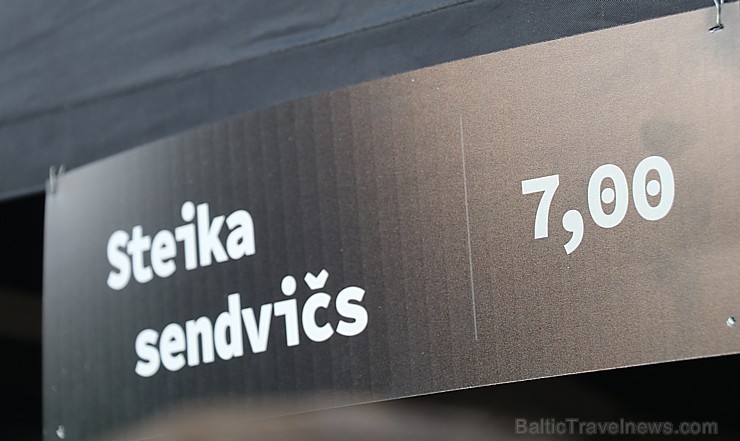 Steika
sendvičs
7,00
BalticTravelnews.com